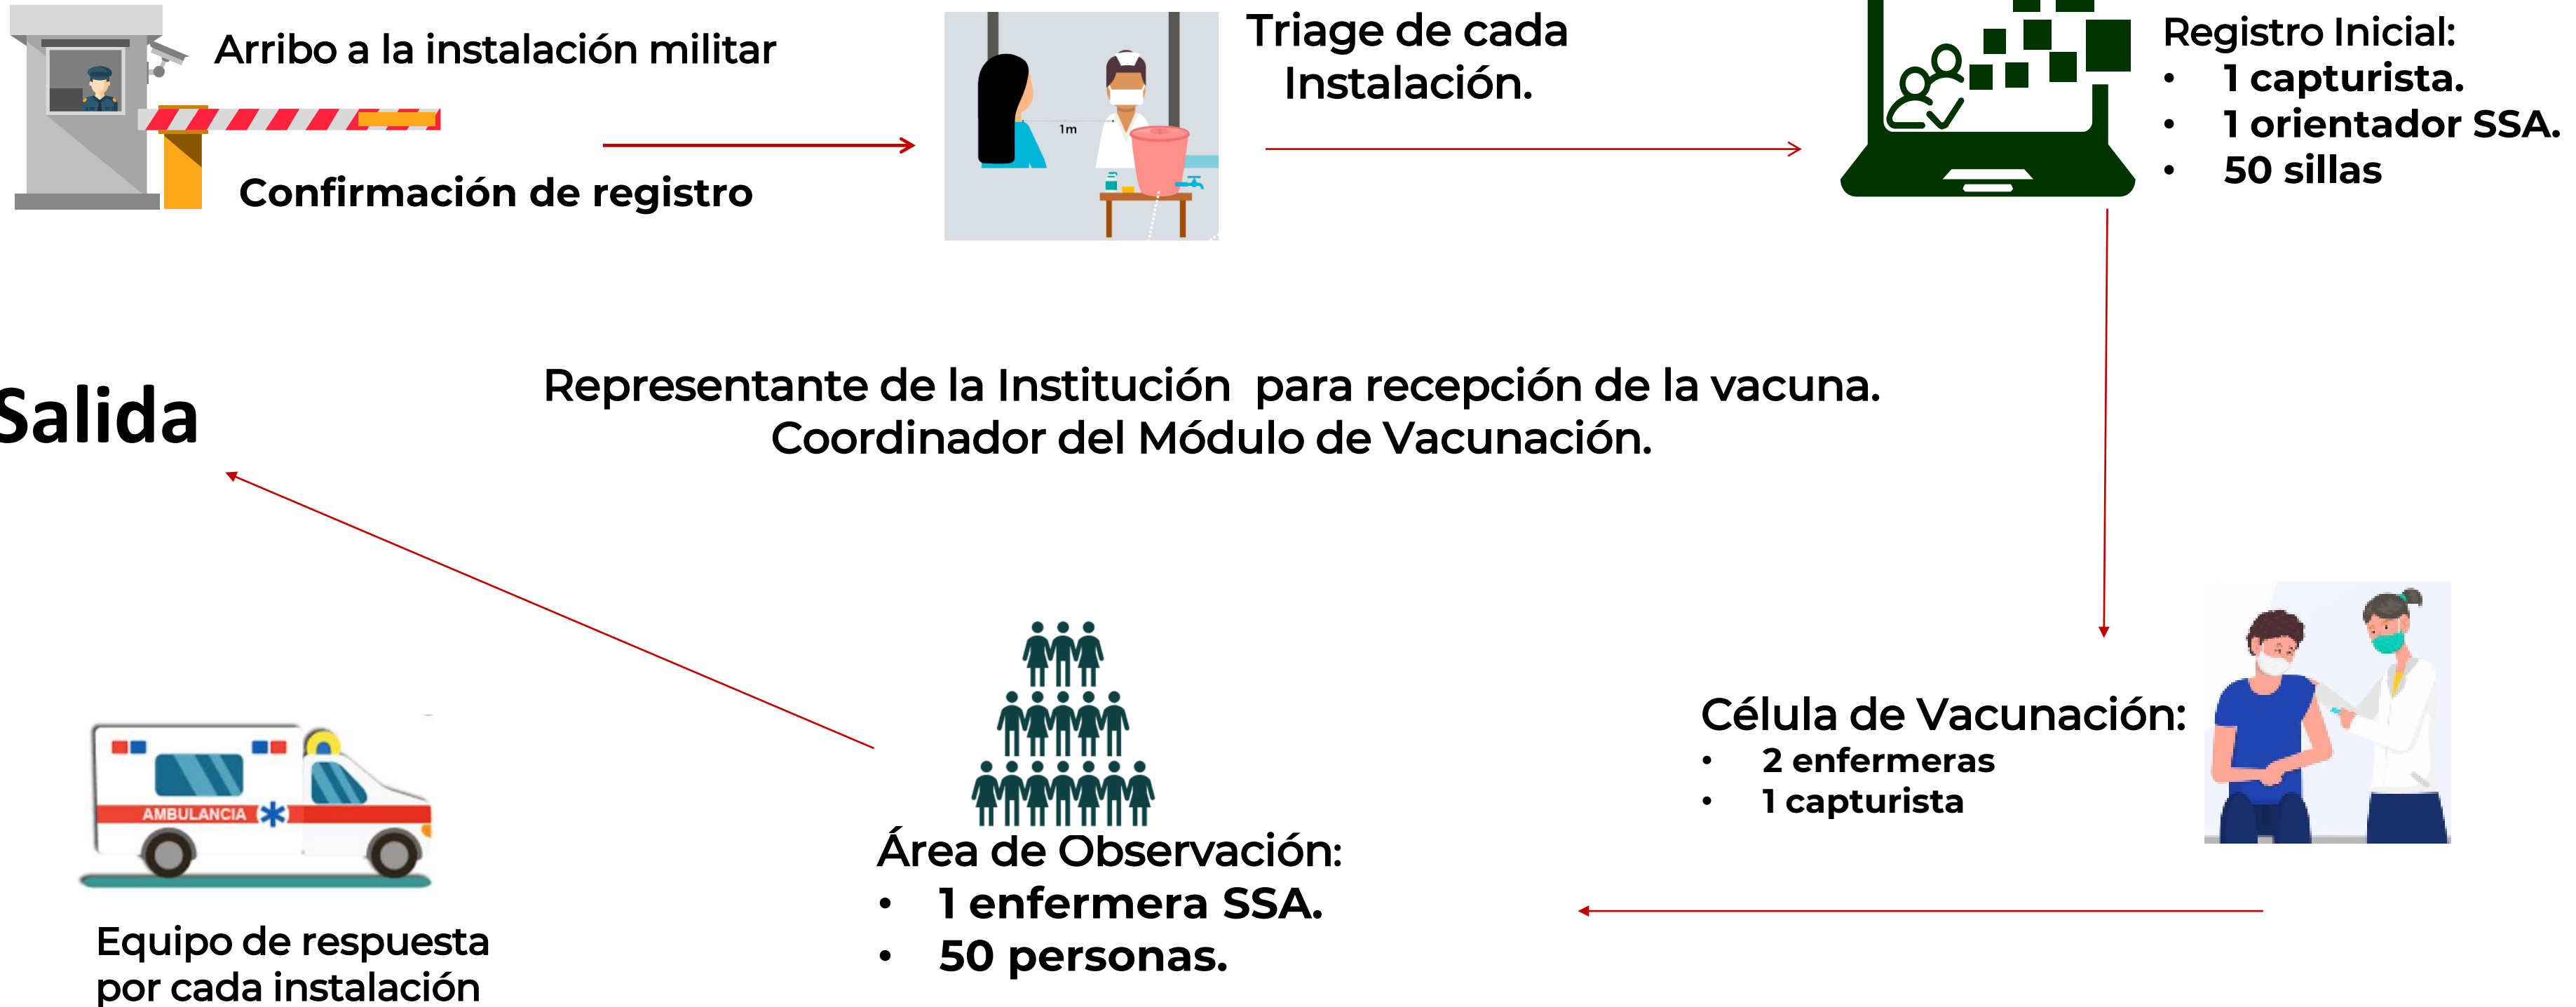 Arribo a la instalación militar
Confirmación de registro
1m
Triage de cada
Instalación.
Registro Inicial:
• 1 capturista.
• 1 orientador SSA.
• 50 sillas
Representante de la Institución  para recepción de la vacuna.
Coordinador del Módulo de Vacunación.
Salida
Célula de Vacunación:
• 2 enfermeras
• 1 capturista
Área de Observación:
• 1 enfermera SSA.
• 50 personas.
AMBULANCIA
Equipo de respuesta
por cada instalación